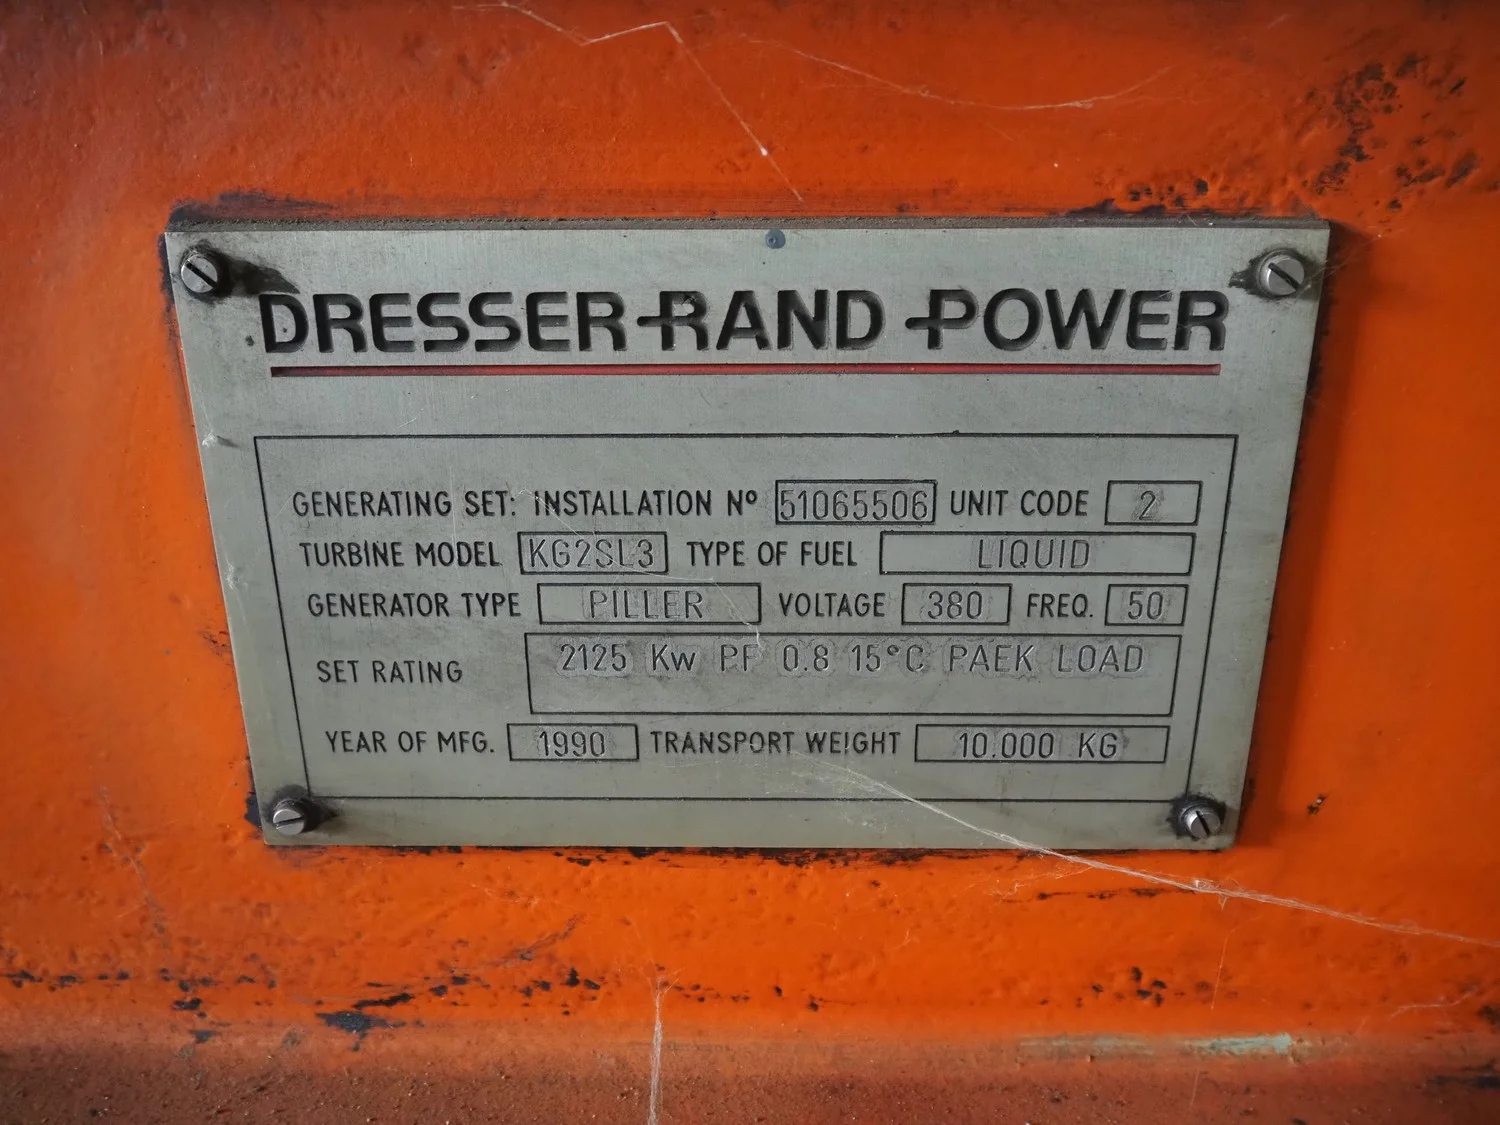 DRESSER-RAND POWER
GENERATING SET: INSTALLATION Nº 51065506 UNIT CODE 2
TURBINE MODEL KG2SL3 TYPE OF FUEL LIQUID
GENERATOR TYPE PILLER VOLTAGE 380 FREQ. 50
SET RATING 2125 Kw PF 0.8 15°C PAEK LOAD
YEAR OF MFG. 1990 TRANSPORT WEIGHT 10.000 KG